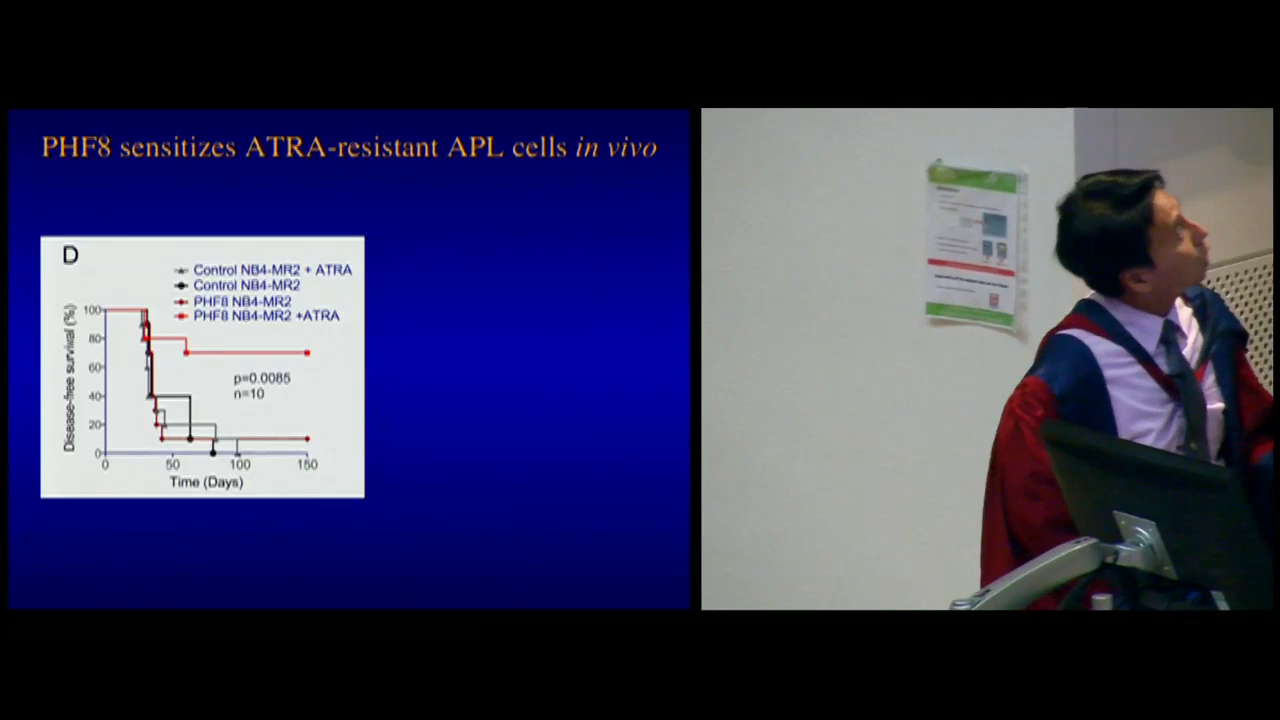 PHF8 sensitizes ATRA-resistant APL cells in vivo
D
Control NB4-MR2 + ATRA
Control NB4-MR2
PHF8 NB4-MR2
PHF8 NB4-MR2 +ATRA
Disease-free survival (%)
100
80
60
40
20
0
p=0.0085
n=10
0 50 100 150
Time (Days)